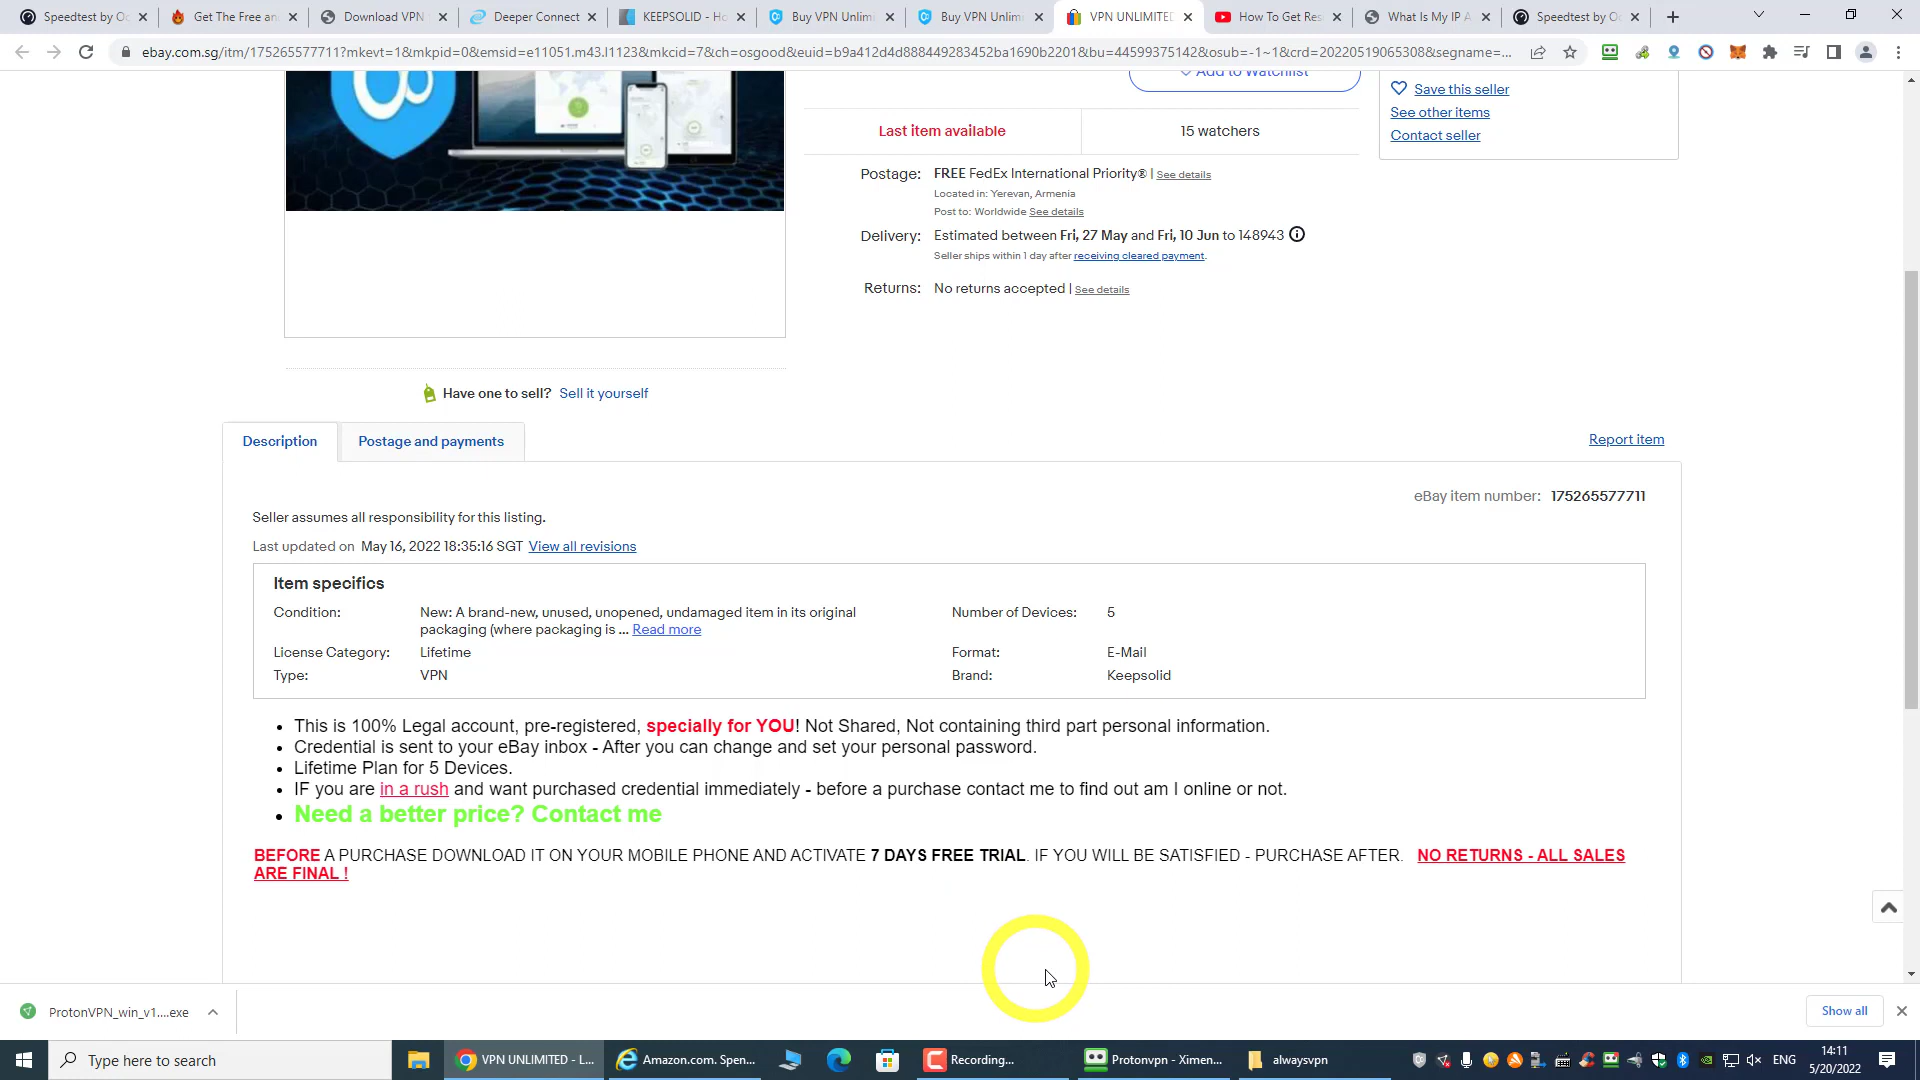 Speedtest by Oo
Get The Free an
Download VPN
Deeper Connect
KEEPSOLID - Ho
Buy VPN Unlimi
Buy VPN Unlimi
VPN UNLIMITED
How To Get Res
What Is My IP A
Speedtest by Oo
ebay.com.sg/itm/175265577711?mkevt=1&mkpid=0&emsid=e11051.m43.l1123&mkcid=7&ch=osgood&euid=b9a412d4d888449283452ba1690b2201&bu=44599375142&osub=-1~1&crd=20220519065308&segname=...
Add to Watchlist
Save this seller
See other items
Contact seller
Last item available
15 watchers
Postage: FREE FedEx International Priority® | See details
Located in: Yerevan, Armenia
Post to: Worldwide See details
Delivery: Estimated between Fri, 27 May and Fri, 10 Jun to 148943
Seller ships within 1 day after receiving cleared payment.
Returns: No returns accepted | See details
Have one to sell? Sell it yourself
Description
Postage and payments
Report item
eBay item number: 175265577711
Seller assumes all responsibility for this listing.
Last updated on May 16, 2022 18:35:16 SGT View all revisions
Item specifics
Condition: New: A brand-new, unused, unopened, undamaged item in its original
packaging (where packaging is ... Read more
Number of Devices: 5
License Category: Lifetime
Format: E-Mail
Type: VPN
Brand: Keepsolid
• This is 100% Legal account, pre-registered, specially for YOU! Not Shared, Not containing third part personal information.
• Credential is sent to your eBay inbox - After you can change and set your personal password.
• Lifetime Plan for 5 Devices.
• IF you are in a rush and want purchased credential immediately - before a purchase contact me to find out am I online or not.
• Need a better price? Contact me
BEFORE A PURCHASE DOWNLOAD IT ON YOUR MOBILE PHONE AND ACTIVATE 7 DAYS FREE TRIAL. IF YOU WILL BE SATISFIED - PURCHASE AFTER. NO RETURNS - ALL SALES
ARE FINAL !
ProtonVPN_win_v1....exe
Show all
Type here to search
VPN UNLIMITED - L...
Amazon.com. Spen...
Recording...
Protonvpn - Ximen...
alwaysvpn
ENG
14:11
5/20/2022